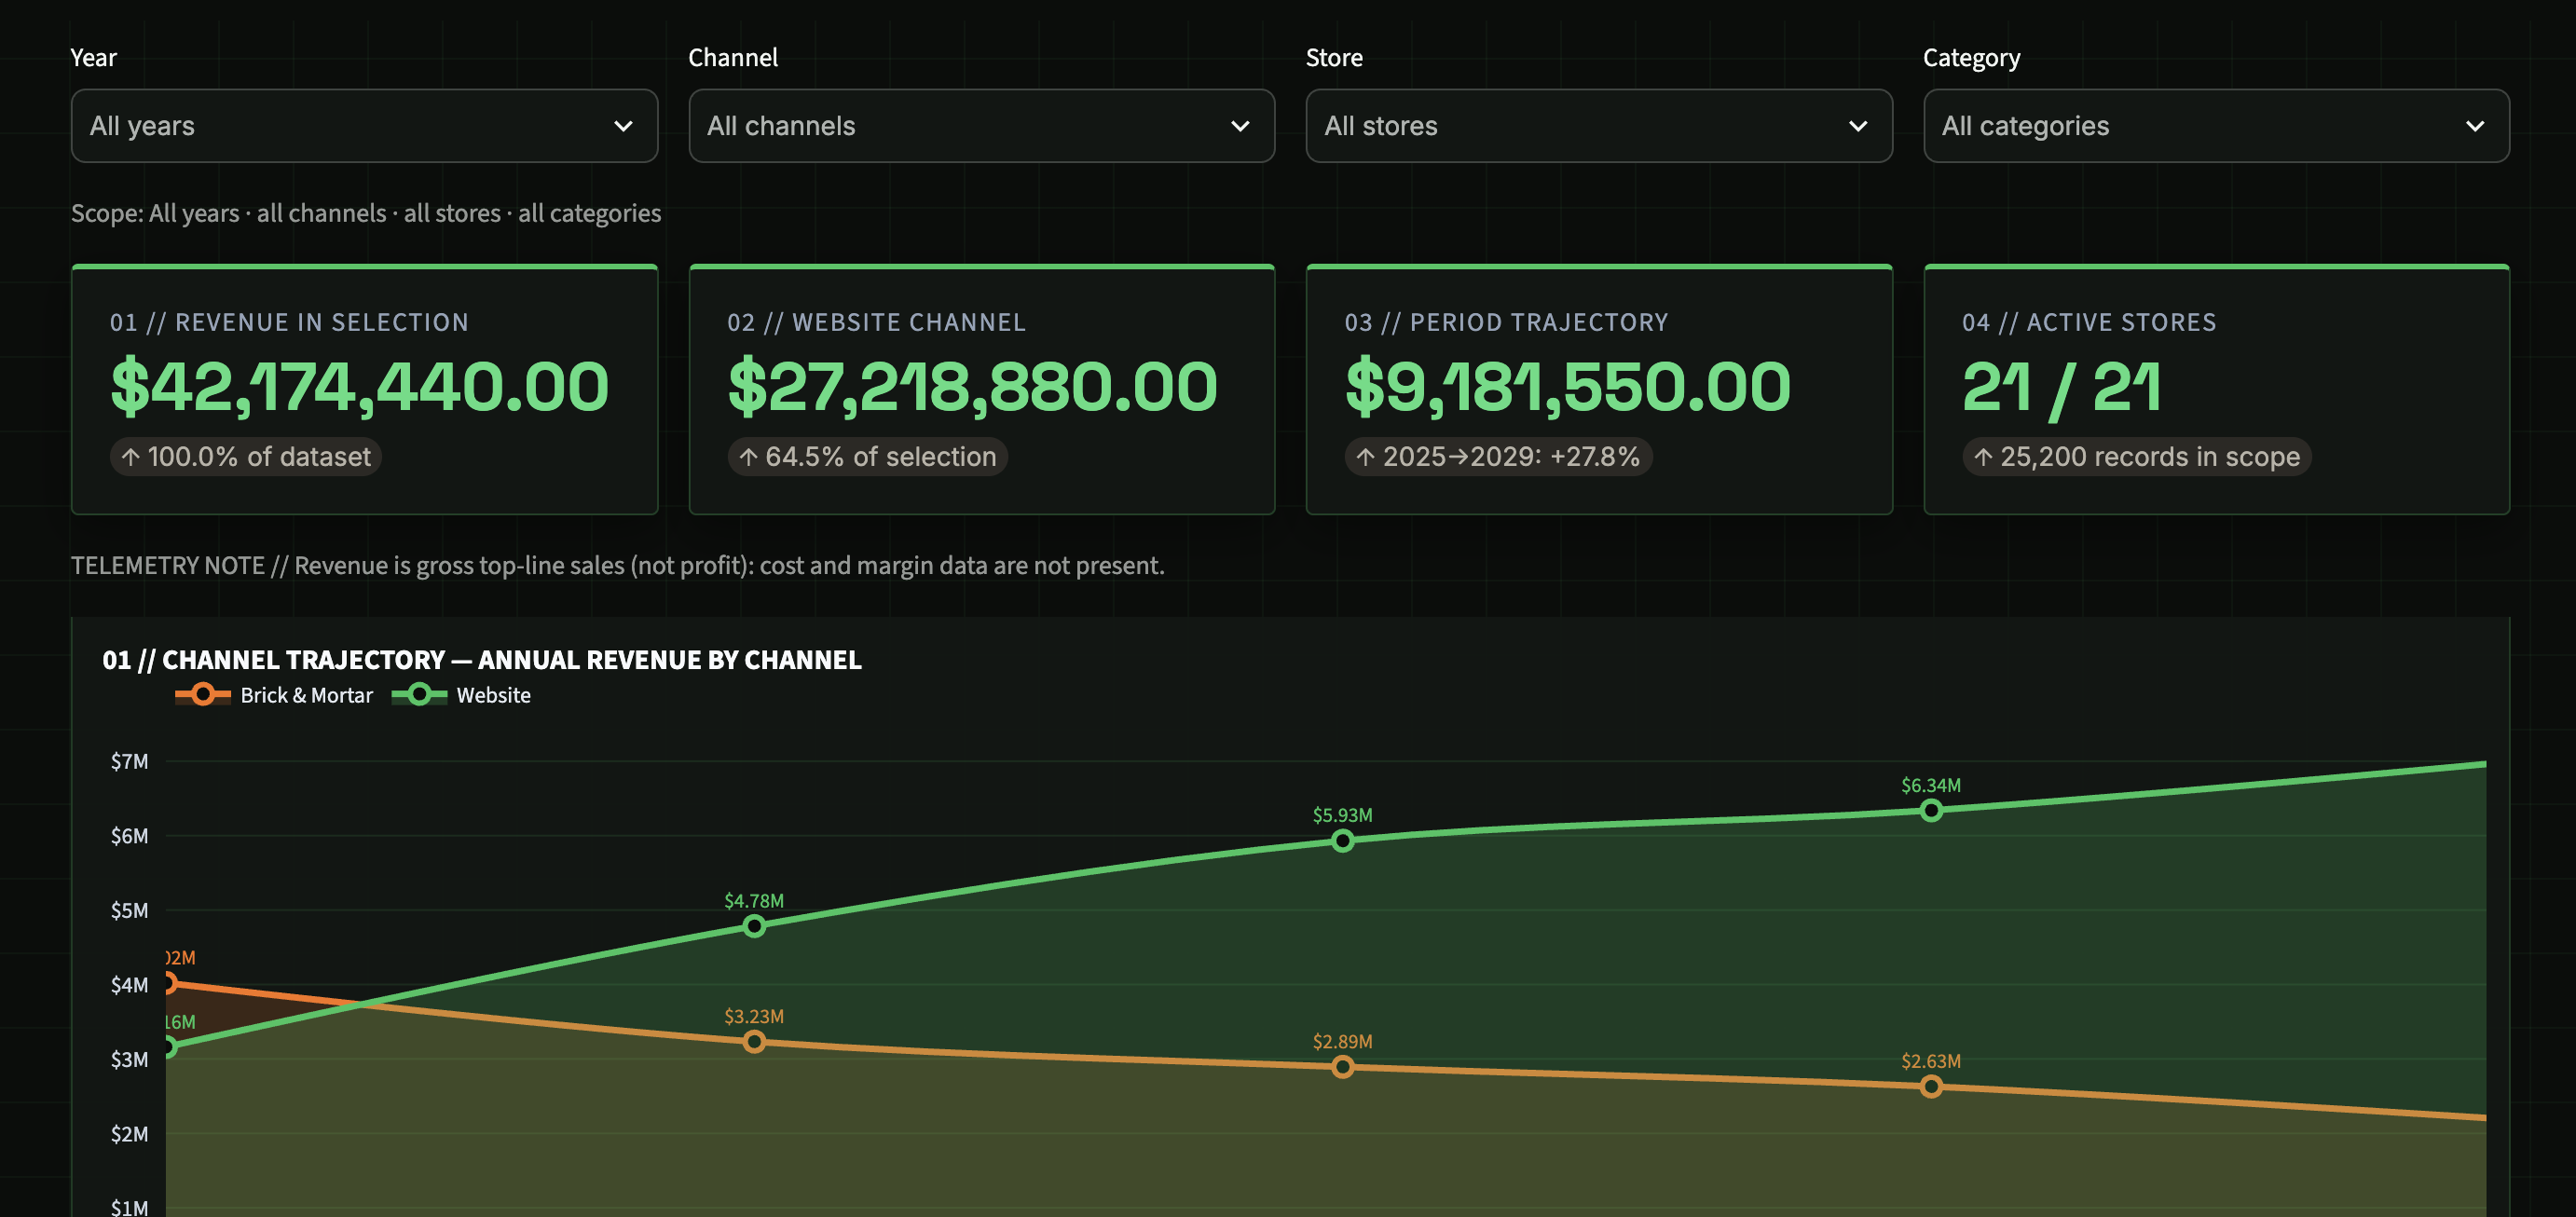 Year Channel Store Category
All years All channels All stores All categories
Scope: All years · all channels · all stores · all categories
01 // REVENUE IN SELECTION
$42,174,440.00
↑ 100.0% of dataset
02 // WEBSITE CHANNEL
$27,218,880.00
↑ 64.5% of selection
03 // PERIOD TRAJECTORY
$9,181,550.00
↑ 2025→2029: +27.8%
04 // ACTIVE STORES
21 / 21
↑ 25,200 records in scope
TELEMETRY NOTE // Revenue is gross top-line sales (not profit): cost and margin data are not present.
01 // CHANNEL TRAJECTORY — ANNUAL REVENUE BY CHANNEL
Brick & Mortar Website
$7M
$6.34M
$5.93M
$6M
$5M
$4.78M
02M
$4M
16M
$3.23M
$2.89M
$2.63M
$3M
$2M
$1M